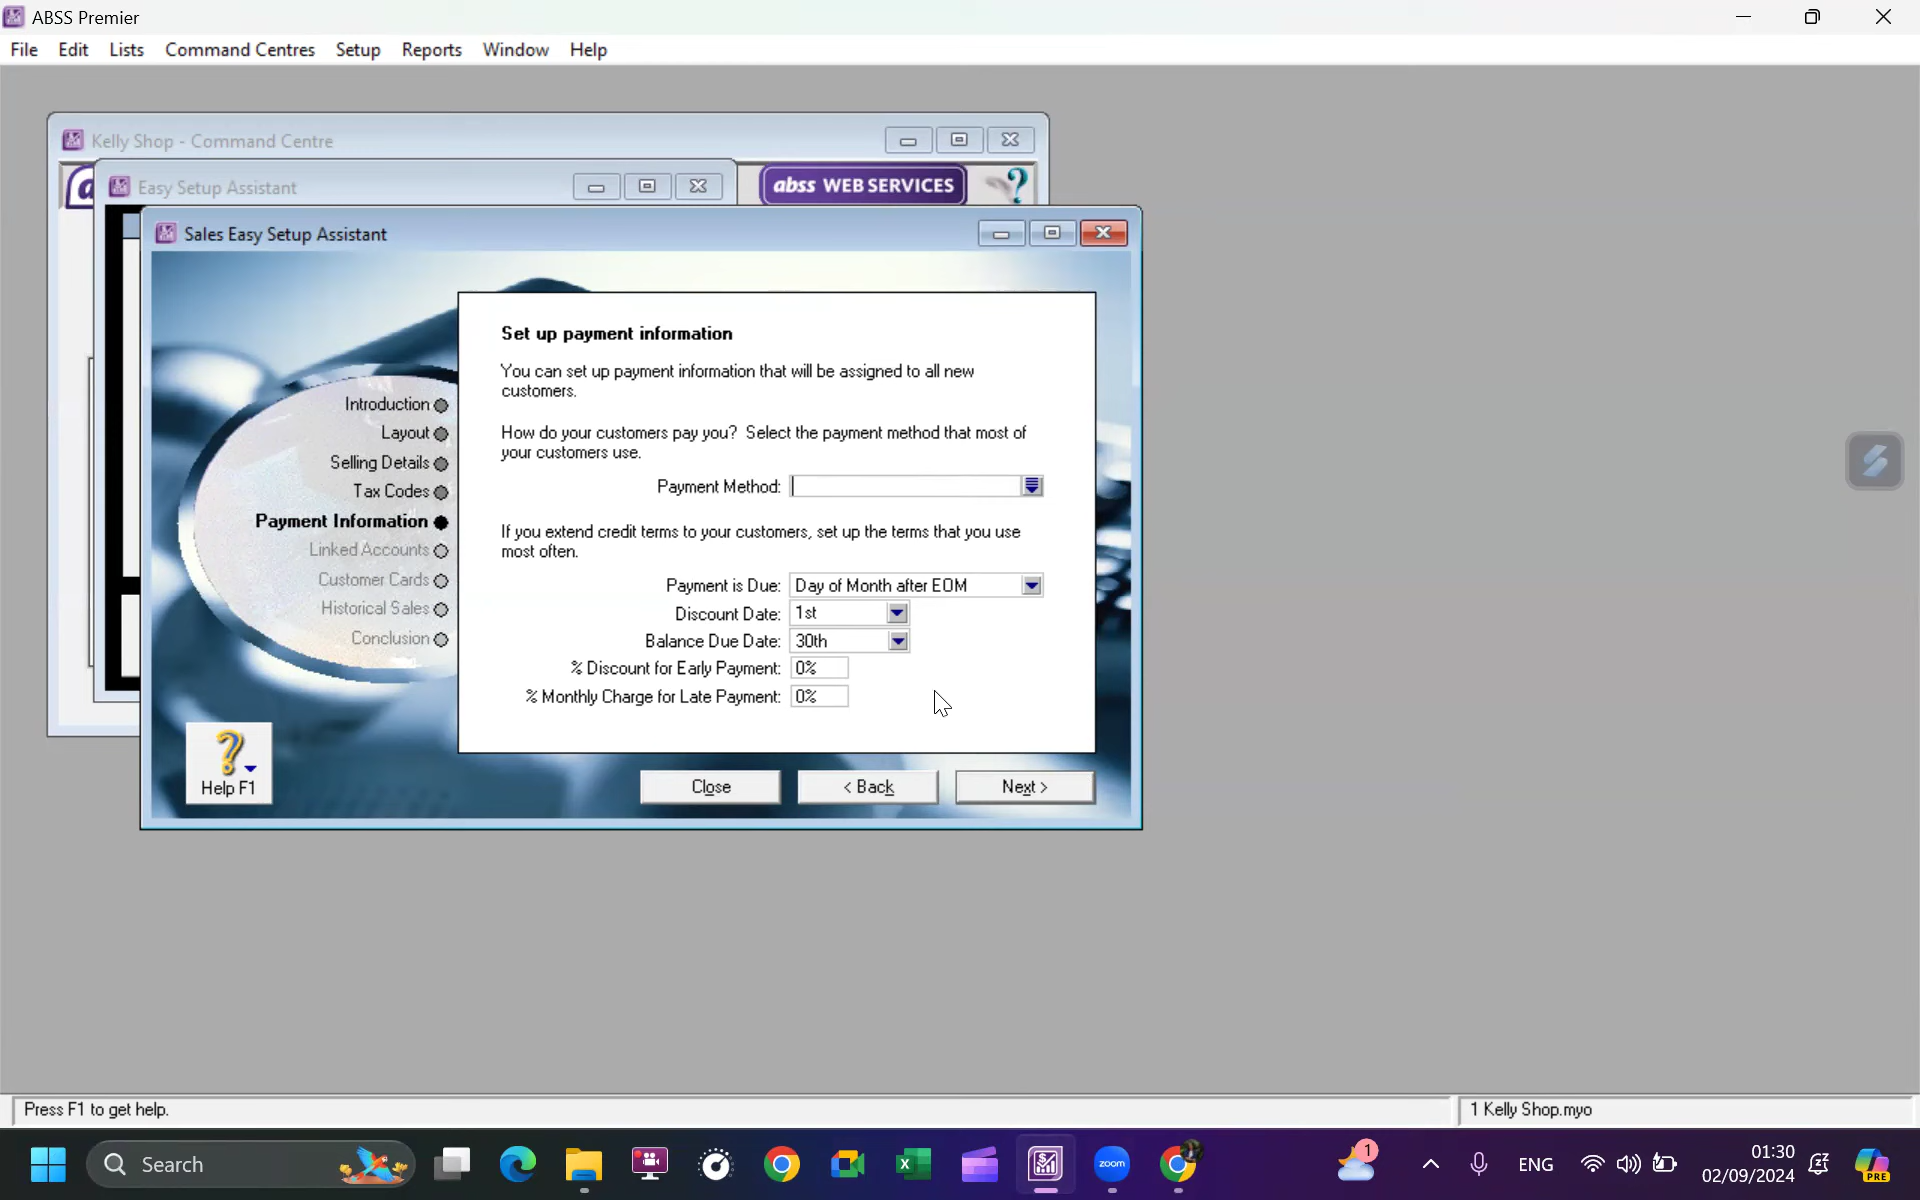 ABSS Premier
File Edit Lists Command Centres Setup Reports Window Help
Kelly Shop - Command Centre
Easy Setup Assistant
abss WEB SERVICES
Sales Easy Setup Assistant
Introduction
Layout
Selling Details
Tax Codes
Payment Information
Linked Accounts
Customer Cards
Historical Sales
Conclusion
Set up payment information
You can set up payment information that will be assigned to all new
customers.
How do your customers pay you? Select the payment method that most of
your customers use.
Payment Method:
If you extend credit terms to your customers, set up the terms that you use
most often.
Payment is Due: Day of Month after EOM
Discount Date: 1st
Balance Due Date: 30th
% Discount for Early Payment: 0%
% Monthly Charge for Late Payment: 0%
Help F1
Close
< Back
Next >
Press F1 to get help.
1 Kelly Shop.myo
Search
zoom
1
ENG
01:30
02/09/2024
PRE